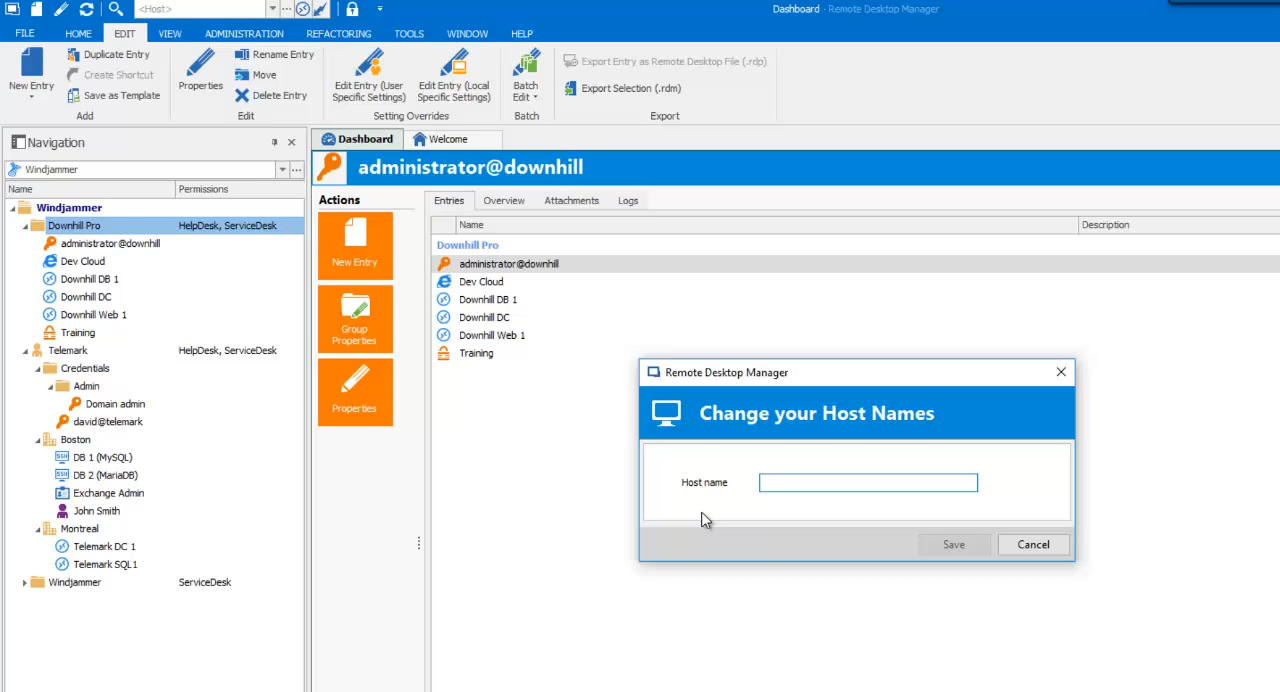 <Host>
Dashboard - Remote Desktop Manager
FILE HOME EDIT VIEW ADMINISTRATION REFACTORING TOOLS WINDOW HELP
New Entry
Duplicate Entry
Create Shortcut
Save as Template
Add
Properties
Rename Entry
Move
Delete Entry
Edit
Edit Entry (User
Specific Settings)
Edit Entry (Local
Specific Settings)
Setting Overrides
Batch
Edit
Batch
Export Entry as Remote Desktop File (.rdp)
Export Selection (.rdm)
Export
Navigation
Windjammer
Name Permissions
Windjammer
Downhill Pro HelpDesk, ServiceDesk
administrator@downhill
Dev Cloud
Downhill DB 1
Downhill DC
Downhill Web 1
Training
Telemark HelpDesk, ServiceDesk
Credentials
Admin
Domain admin
david@telemark
Boston
SSH DB 1 (MySQL)
SSH DB 2 (MariaDB)
Exchange Admin
John Smith
Montreal
Telemark DC 1
Telemark SQL1
Windjammer ServiceDesk
Dashboard Welcome
administrator@downhill
Actions
New Entry
Group
Properties
Properties
Entries Overview Attachments Logs
Name Description
Downhill Pro
administrator@downhill
Dev Cloud
Downhill DB 1
Downhill DC
Downhill Web 1
Training
Remote Desktop Manager
Change your Host Names
Host name
Save Cancel